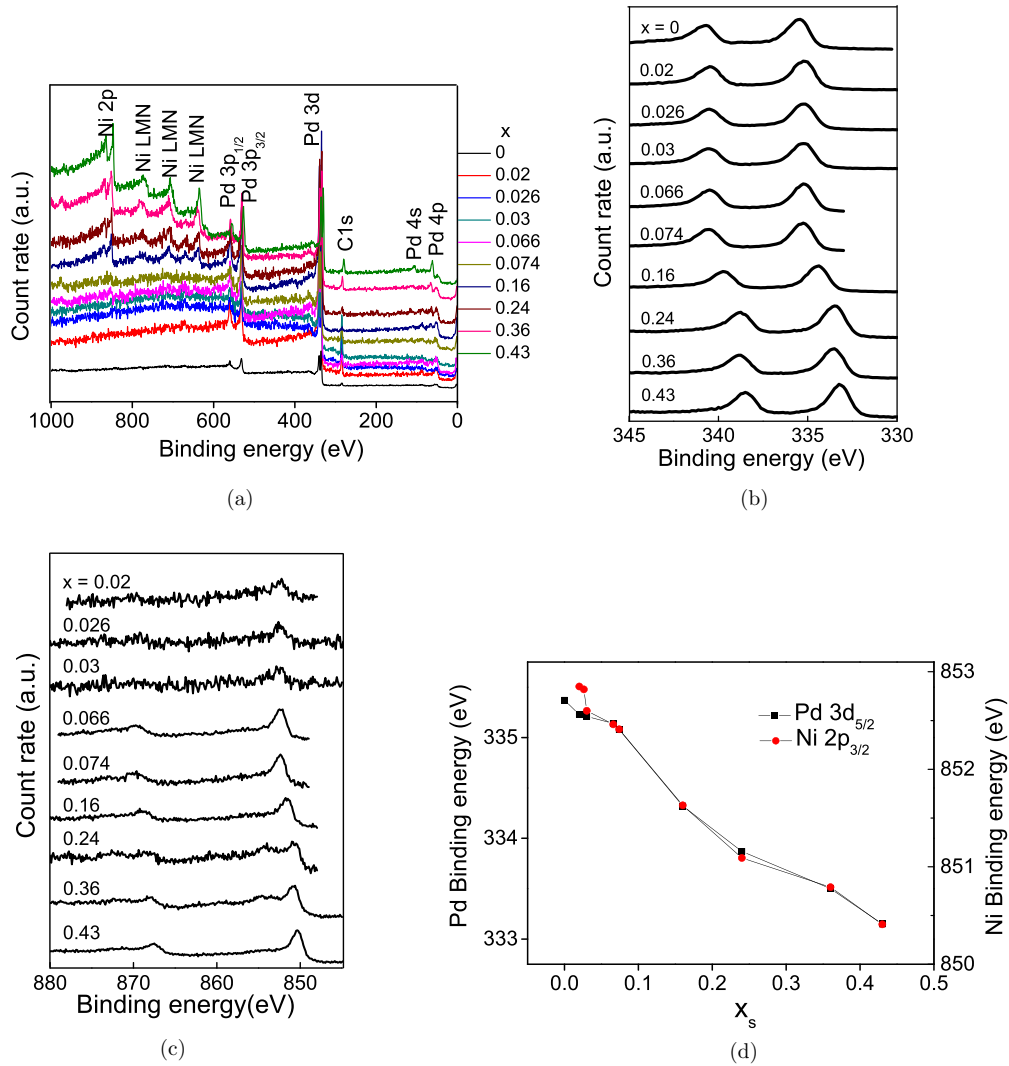 Count rate (a.u.)
Ni 2p
Ni LMN
Ni LMN
Ni LMN
Pd 3p1/2
Pd 3p3/2
Pd 3d
C1s
Pd 4s
Pd 4p
x
0
0.02
0.026
0.03
0.066
0.074
0.16
0.24
0.36
0.43
1000 800 600 400 200 0
Binding energy (eV)
(a)
Count rate (a.u.)
x = 0
0.02
0.026
0.03
0.066
0.074
0.16
0.24
0.36
0.43
345 340 335 330
Binding energy (eV)
(b)
Count rate (a.u.)
x = 0.02
0.026
0.03
0.066
0.074
0.16
0.24
0.36
0.43
880 870 860 850
Binding energy(eV)
(c)
Pd Binding energy (eV)
335
334
333
Pd 3d5/2
Ni 2p3/2
853
852
851
850
Ni Binding energy (eV)
0.0 0.1 0.2 0.3 0.4 0.5
xs
(d)